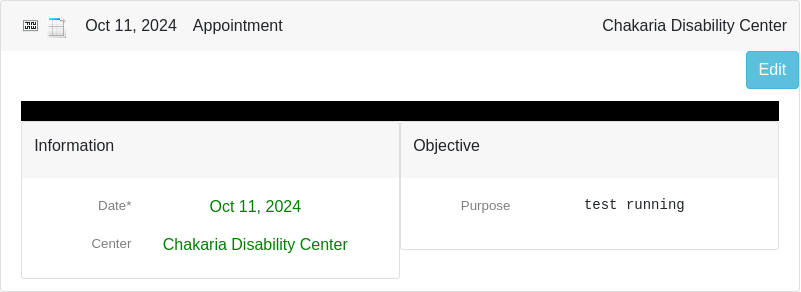 Oct 11, 2024 Appointment Chakaria Disability Center
Edit
Information
Date* Oct 11, 2024
Center Chakaria Disability Center
Objective
Purpose test running